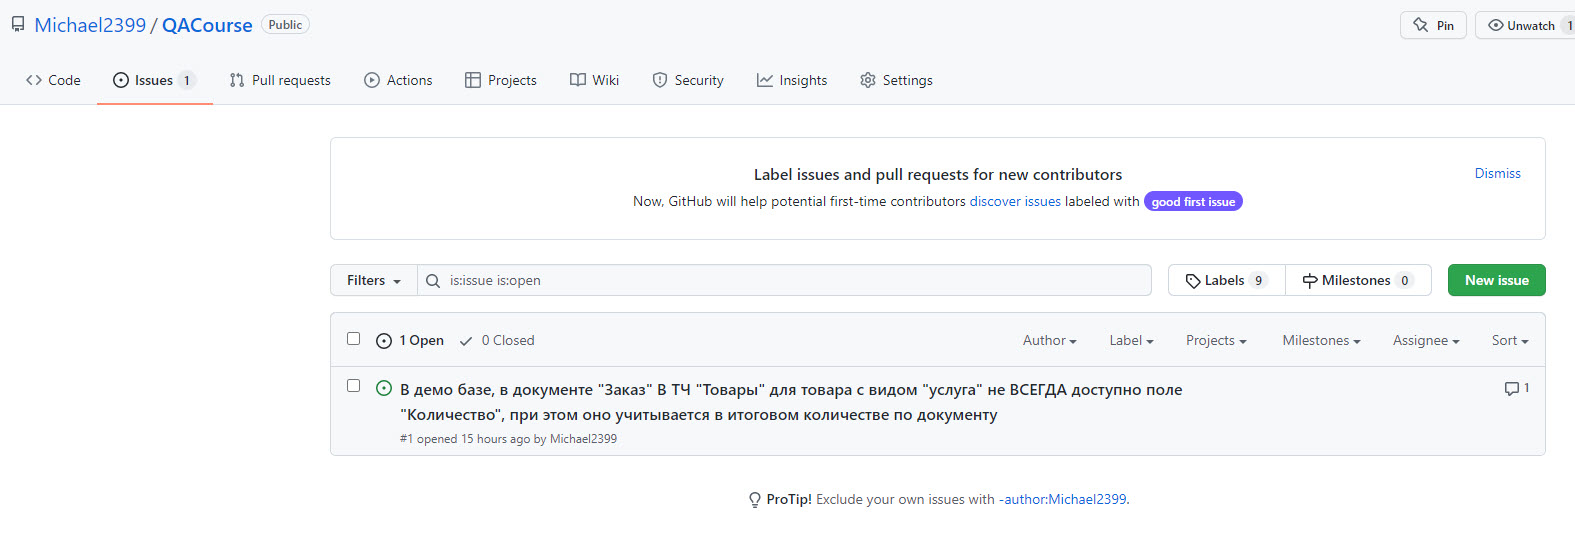 Michael2399 / QACourse Public
Pin
Unwatch 1
Code
Issues 1
Pull requests
Actions
Projects
Wiki
Security
Insights
Settings
Label issues and pull requests for new contributors
Dismiss
Now, GitHub will help potential first-time contributors discover issues labeled with good first issue
Filters
is:issue is:open
Labels 9
Milestones 0
New issue
1 Open
0 Closed
Author
Label
Projects
Milestones
Assignee
Sort
В демо базе, в документе "Заказ" В ТЧ "Товары" для товара с видом "услуга" не ВСЕГДА доступно поле
"Количество", при этом оно учитывается в итоговом количестве по документу
1
#1 opened 15 hours ago by Michael2399
ProTip! Exclude your own issues with -author:Michael2399.